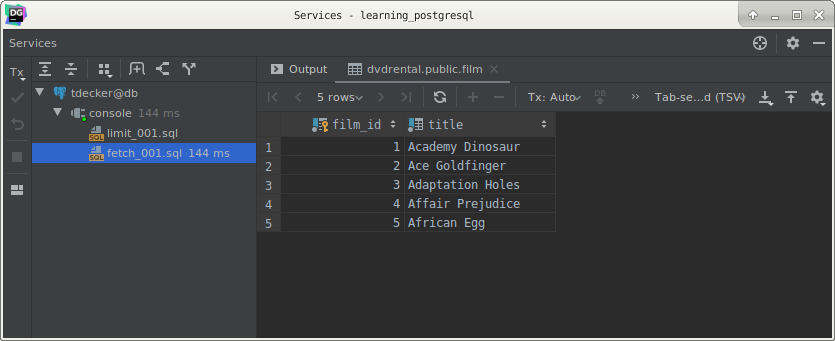 DG
Services - learning_postgresql
Services
Tx
Output
dvdrental.public.film
5 rows
Tx: Auto
DB
Tab-se...d (TSV)
tdecker@db
console 144 ms
SQL limit_001.sql
SQL fetch_001.sql 144 ms
film_id title
1 1 Academy Dinosaur
2 2 Ace Goldfinger
3 3 Adaptation Holes
4 4 Affair Prejudice
5 5 African Egg